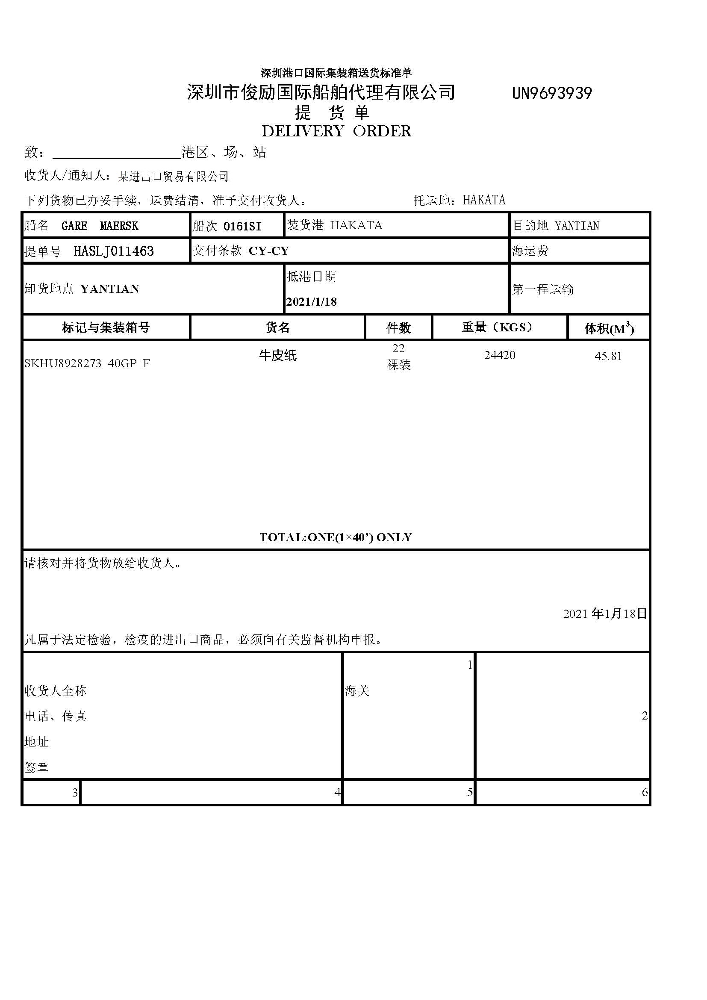 深圳港口国际集装箱送货标准单
深圳市俊励国际船舶代理有限公司 UN9693939
提 货 单
DELIVERY ORDER
致：________________港区、场、站
收货人/通知人：某进出口贸易有限公司
下列货物已办妥手续，运费结清，准予交付收货人。 托运地：HAKATA
船名 GARE MAERSK 船次 0161SI 装货港 HAKATA 目的地 YANTIAN
提单号 HASLJ011463 交付条款 CY-CY 海运费
卸货地点 YANTIAN 抵港日期 第一程运输
2021/1/18
标记与集装箱号 货名 件数 重量（KGS） 体积(M³)
SKHU8928273 40GP F 牛皮纸 22 24420 45.81
裸装
TOTAL:ONE(1×40’) ONLY
请核对并将货物放给收货人。
2021 年1月18日
凡属于法定检验，检疫的进出口商品，必须向有关监督机构申报。
1
收货人全称 海关
电话、传真 2
地址
签章
3 4 5 6